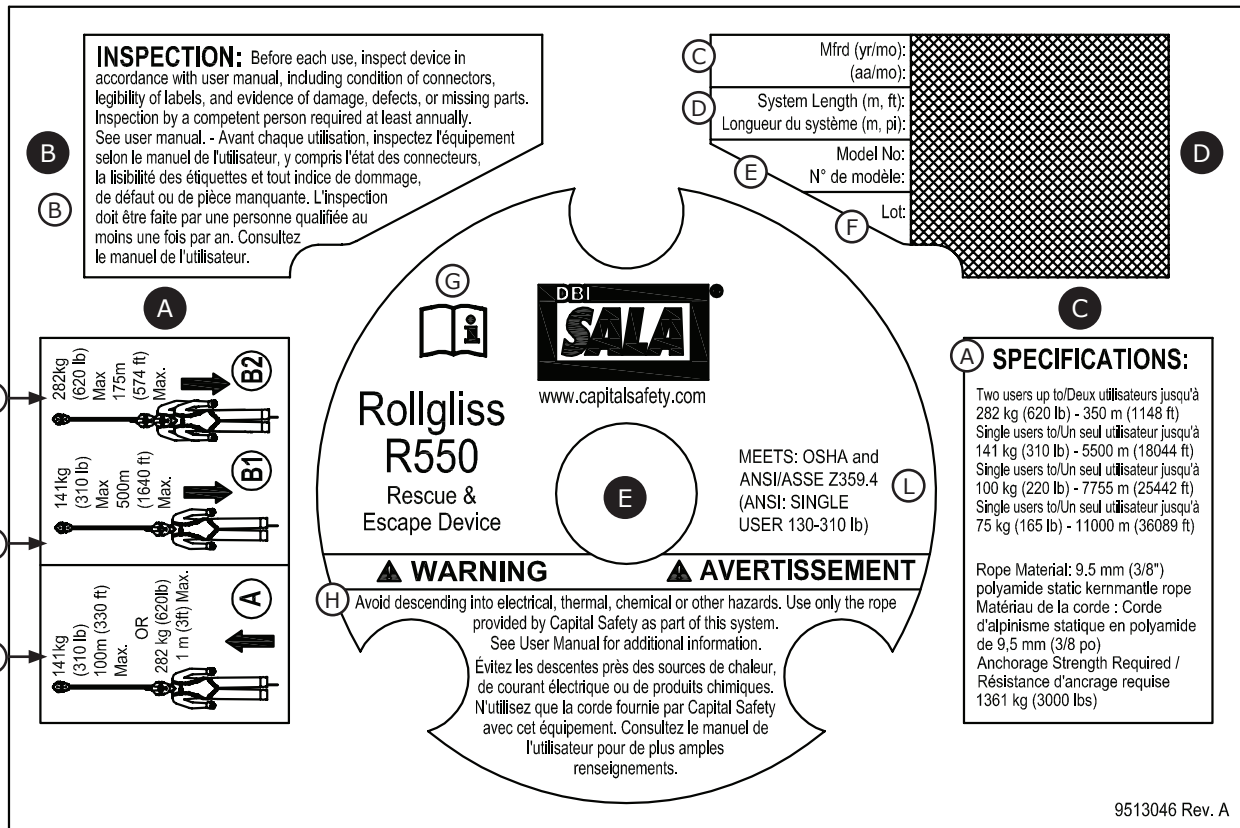 INSPECTION: Before each use, inspect device in
accordance with user manual, including condition of connectors,
legibility of labels, and evidence of damage, defects, or missing parts.
Inspection by a competent person required at least annually.
See user manual. - Avant chaque utilisation, inspectez l'équipement
selon le manuel de l'utilisateur, y compris l'état des connecteurs,
la lisibilité des étiquettes et tout indice de dommage,
de défaut ou de pièce manquante. L'inspection
doit être faite par une personne qualifiée au
moins une fois par an. Consultez
le manuel de l'utilisateur.
B
B
C
Mfrd (yr/mo):
(aa/mo):
D
System Length (m, ft):
Longueur du système (m, pi):
E
Model No:
N° de modèle:
F
Lot:
D
A
282kg
(620 lb)
Max
175m
(574 ft)
Max.
B2
141kg
(310 lb)
Max
500m
(1640 ft)
Max.
B1
141kg
(310 lb)
100m (330 ft)
Max.
OR
282 kg (620lb)
1 m (3ft) Max.
A
G
i
DBI
SALA
®
www.capitalsafety.com
Rollgliss
R550
Rescue &
Escape Device
E
MEETS: OSHA and
ANSI/ASSE Z359.4
(ANSI: SINGLE
USER 130-310 lb)
L
WARNING
AVERTISSEMENT
H
Avoid descending into electrical, thermal, chemical or other hazards. Use only the rope
provided by Capital Safety as part of this system.
See User Manual for additional information.
Évitez les descentes près des sources de chaleur,
de courant électrique ou de produits chimiques.
N'utilisez que la corde fournie par Capital Safety
avec cet équipement. Consultez le manuel de
l'utilisateur pour de plus amples
renseignements.
C
A
SPECIFICATIONS:
Two users up to/Deux utilisateurs jusqu'à
282 kg (620 lb) - 350 m (1148 ft)
Single users to/Un seul utilisateur jusqu'à
141 kg (310 lb) - 5500 m (18044 ft)
Single users to/Un seul utilisateur jusqu'à
100 kg (220 lb) - 7755 m (25442 ft)
Single users to/Un seul utilisateur jusqu'à
75 kg (165 lb) - 11000 m (36089 ft)
Rope Material: 9.5 mm (3/8")
polyamide static kernmantle rope
Matériau de la corde : Corde
d'alpinisme statique en polyamide
de 9,5 mm (3/8 po)
Anchorage Strength Required /
Résistance d'ancrage requise
1361 kg (3000 lbs)
9513046 Rev. A